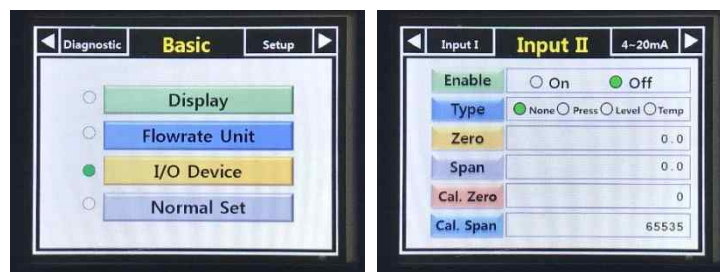 Diagnostic Basic Setup
Display
Flowrate Unit
I/O Device
Normal Set
Input I Input II 4~20mA
Enable On Off
Type None Press Level Temp
Zero 0.0
Span 0.0
Cal. Zero 0
Cal. Span 65535